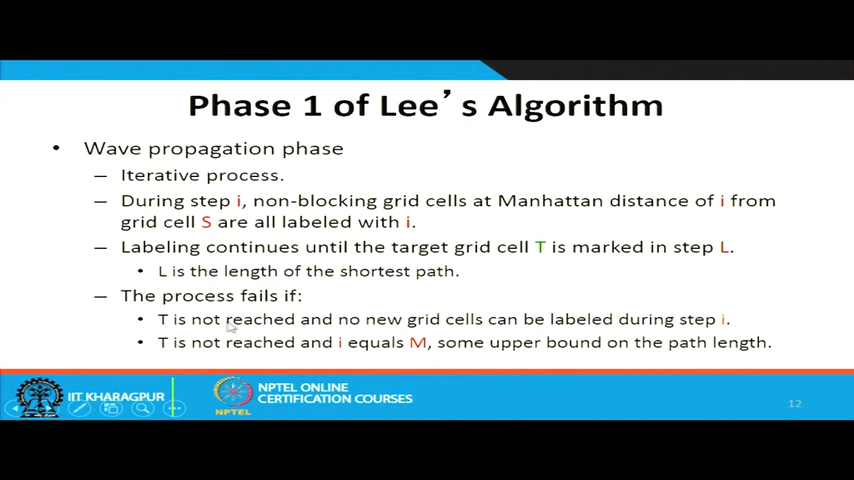 Phase 1 of Lee's Algorithm
• Wave propagation phase
– Iterative process.
– During step i, non-blocking grid cells at Manhattan distance of i from
grid cell S are all labeled with i.
– Labeling continues until the target grid cell T is marked in step L.
• L is the length of the shortest path.
– The process fails if:
• T is not reached and no new grid cells can be labeled during step i.
• T is not reached and i equals M, some upper bound on the path length.
IIT KHARAGPUR
NPTEL
NPTEL ONLINE
CERTIFICATION COURSES
12